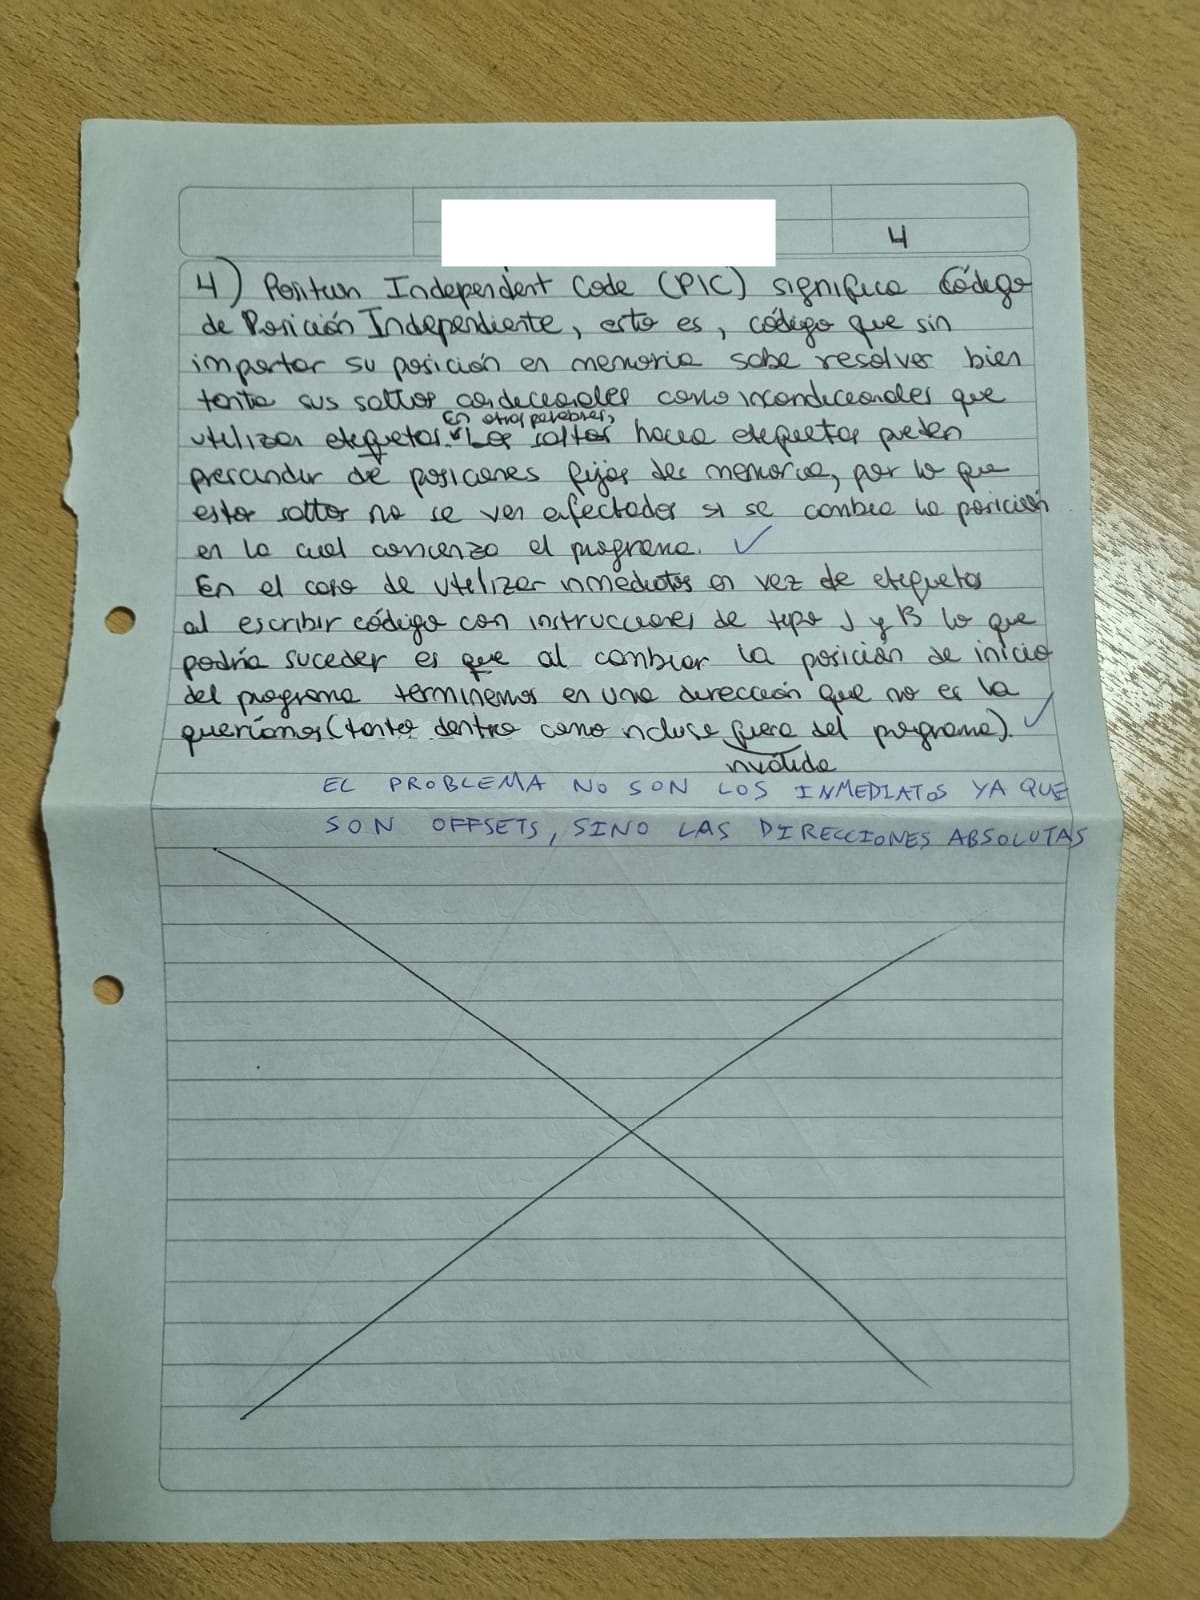 4
4) Position Independent Code (PIC) significa Código
de Posición Independiente, esto es, código que sin
importar su posición en memoria sabe resolver bien
tanto sus saltos condicionales como incondicionales que
En otras palabras,
utilizan etiquetas. Los saltos hacia etiquetas pueden
prescindir de posiciones fijas de memoria, por lo que
estos saltos no se ven afectados si se cambia la posición
en la cual comienza el programa. ✓
En el caso de utilizar inmediatos en vez de etiquetas
al escribir código con instrucciones de tipo J y B lo que
podría suceder es que al cambiar la posición de inicio
del programa terminemos en una dirección que no es la
queríamos (tanto dentro como incluso fuera del programa). ✓
inválida
EL PROBLEMA NO SON LOS INMEDIATOS YA QUE
SON OFFSETS, SINO LAS DIRECCIONES ABSOLUTAS